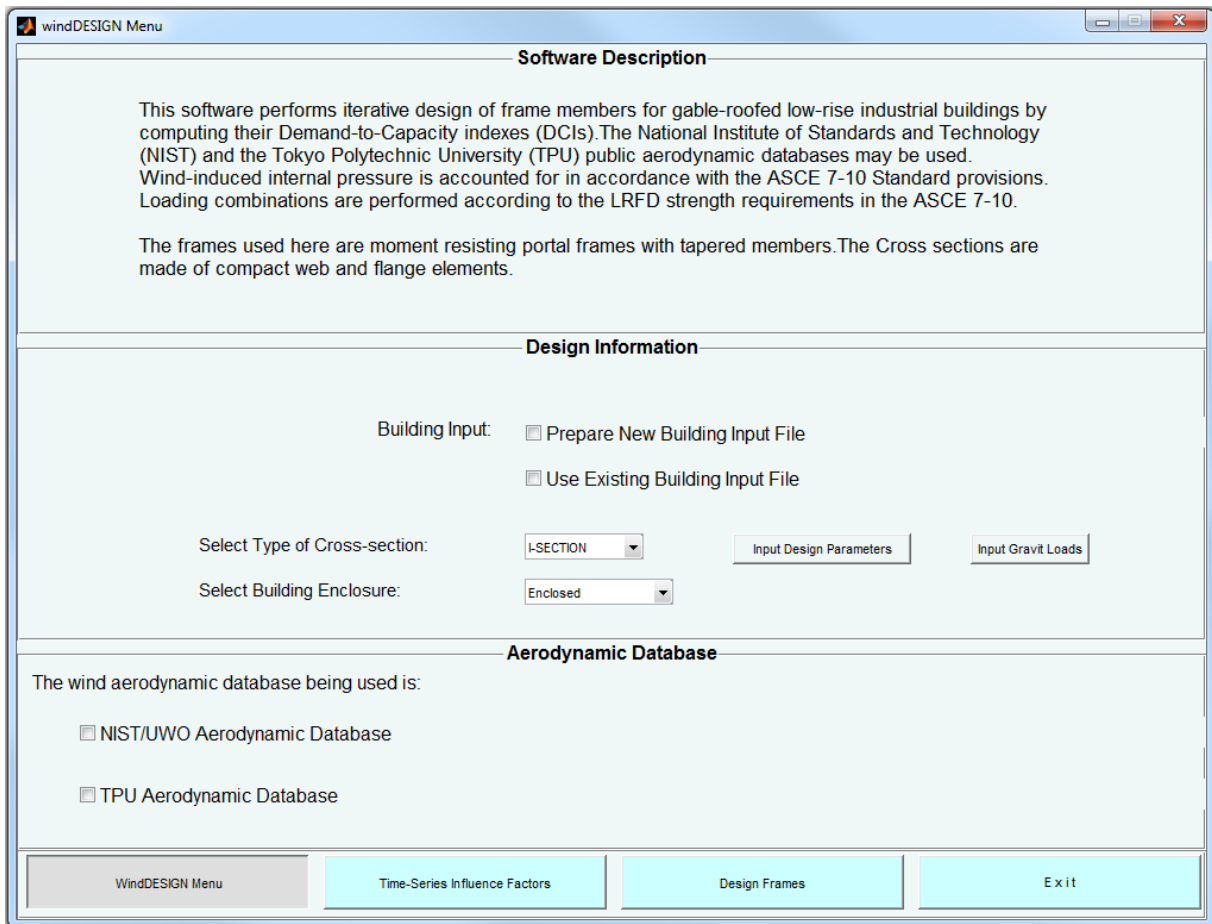 windDESIGN Menu
Software Description
This software performs iterative design of frame members for gable-roofed low-rise industrial buildings by
computing their Demand-to-Capacity indexes (DCIs).The National Institute of Standards and Technology
(NIST) and the Tokyo Polytechnic University (TPU) public aerodynamic databases may be used.
Wind-induced internal pressure is accounted for in accordance with the ASCE 7-10 Standard provisions.
Loading combinations are performed according to the LRFD strength requirements in the ASCE 7-10.
The frames used here are moment resisting portal frames with tapered members.The Cross sections are
made of compact web and flange elements.
Design Information
Building Input: Prepare New Building Input File
Use Existing Building Input File
Select Type of Cross-section: I-SECTION Input Design Parameters Input Gravit Loads
Select Building Enclosure: Enclosed
Aerodynamic Database
The wind aerodynamic database being used is:
NIST/UWO Aerodynamic Database
TPU Aerodynamic Database
WindDESIGN Menu Time-Series Influence Factors Design Frames E x i t